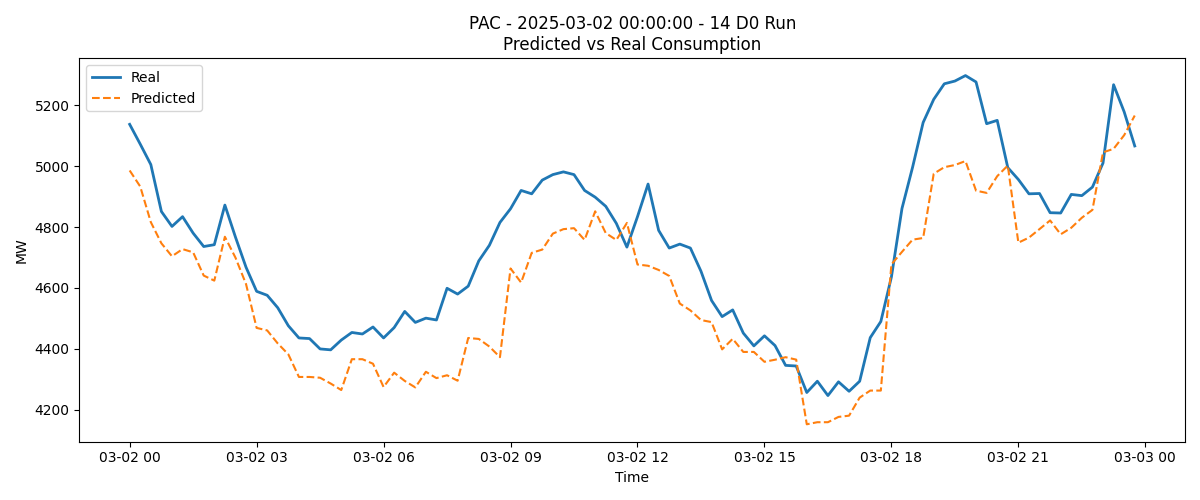 PAC - 2025-03-02 00:00:00 - 14 D0 Run
Predicted vs Real Consumption
Real
Predicted
MW
5200
5000
4800
4600
4400
4200
03-02 00
03-02 03
03-02 06
03-02 09
03-02 12
03-02 15
03-02 18
03-02 21
03-03 00
Time